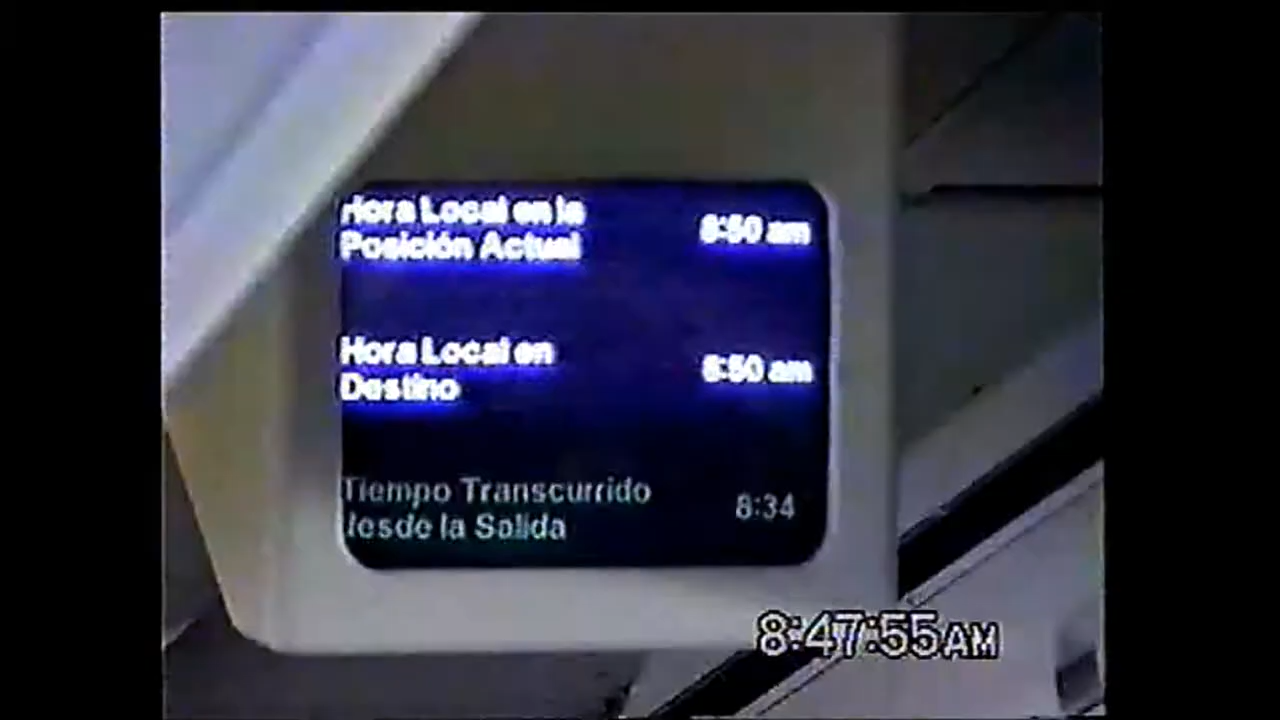 Hora Local en la
Posición Actual
8:50 am
Hora Local en
Destino
8:50 am
Tiempo Transcurrido
desde la Salida
8:34
8:47:55AM